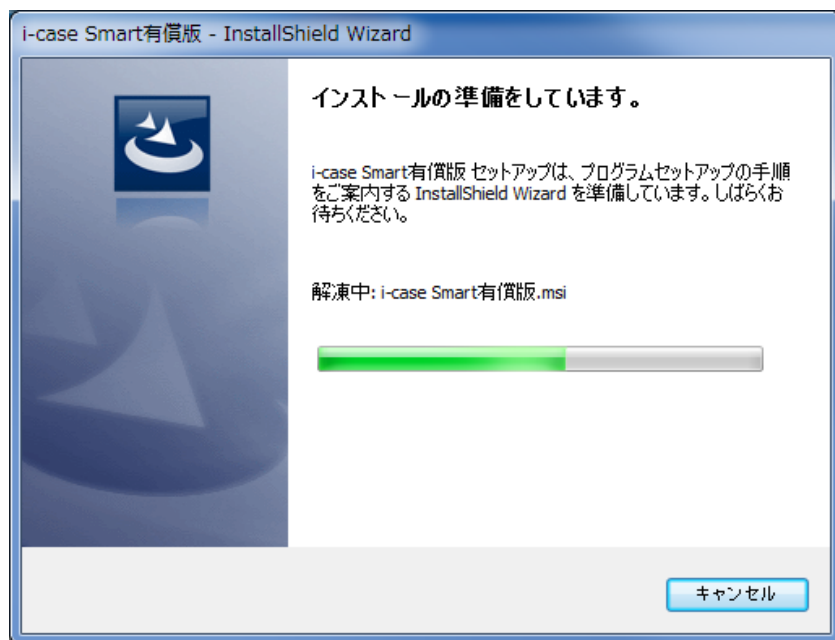 i-case Smart有償版 - InstallShield Wizard
インストールの準備をしています。
i-case Smart有償版 セットアップは、プログラムセットアップの手順
をご案内する InstallShield Wizard を準備しています。しばらくお
待ちください。
解凍中: i-case Smart有償版.msi
キャンセル